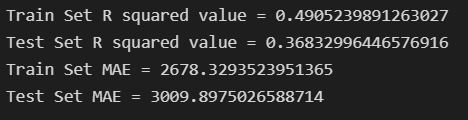 Train Set R squared value = 0.4905239891263027
Test Set R squared value = 0.36832996446576916
Train Set MAE = 2678.3293523951365
Test Set MAE = 3009.8975026588714